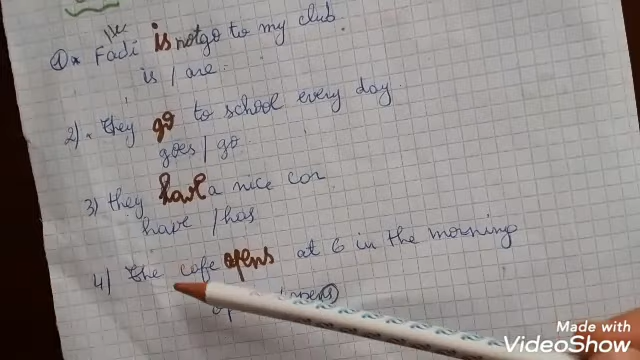 He
1) * Fadi is not go to my club
is / are.
2) . They go to school every day.
goes / go
3) they have a nice car
have / has
4) the cafe opens at 6 in the morning
Made with
VideoShow